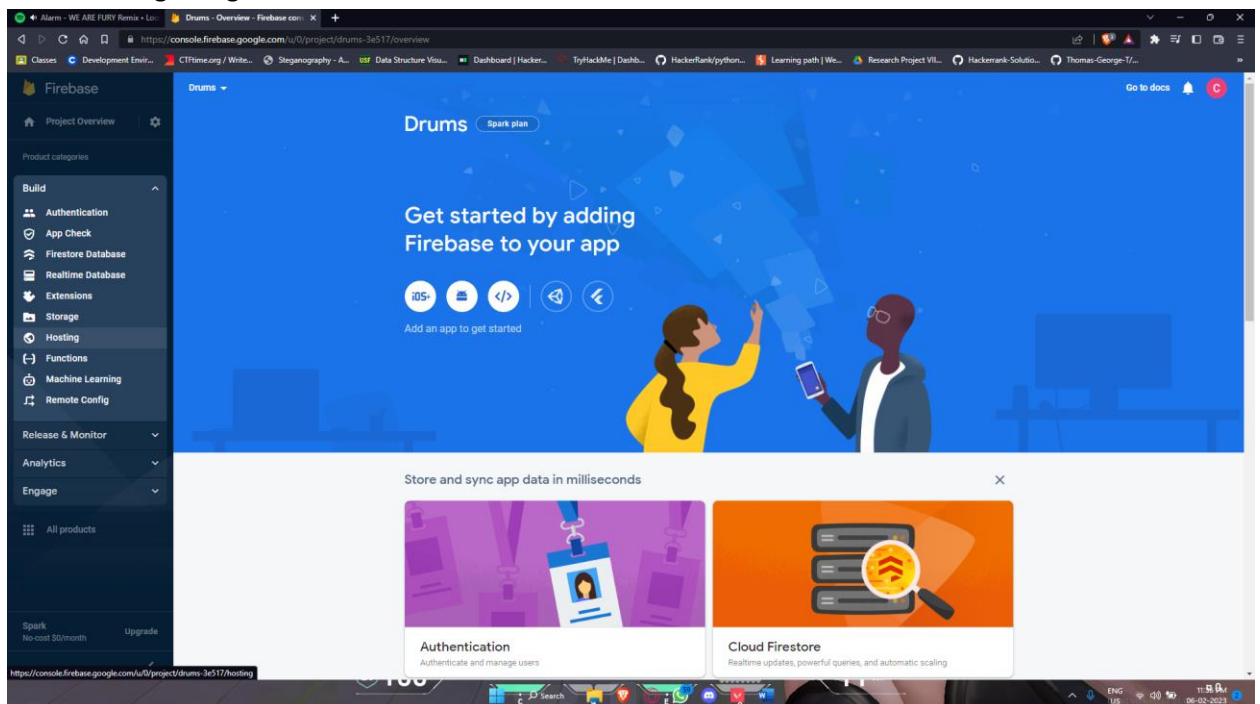 Alarm - WE ARE FURY Remix • Lo
Drums - Overview - Firebase con
https://console.firebase.google.com/u/0/project/drums-3e517/overview
Classes
Development Envir...
CTFtime.org / Write...
Steganography - A...
USF Data Structure Visu...
Dashboard | Hacker...
TryHackMe | Dashb...
HackerRank/python...
Learning path | We...
Research Project VII...
Hackerrank-Solutio...
Thomas-George-T/...
»
Firebase
Project Overview
Product categories
Build
Authentication
App Check
Firestore Database
Realtime Database
Extensions
Storage
Hosting
Functions
Machine Learning
Remote Config
Release & Monitor
Analytics
Engage
All products
Spark
No-cost $0/month
Upgrade
https://console.firebase.google.com/u/0/project/drums-3e517/hosting
Drums
Go to docs
C
Drums Spark plan
Get started by adding
Firebase to your app
iOS+
Add an app to get started
Store and sync app data in milliseconds
Authentication
Authenticate and manage users
Cloud Firestore
Realtime updates, powerful queries, and automatic scaling
Search
ENG
US
06-02-2023